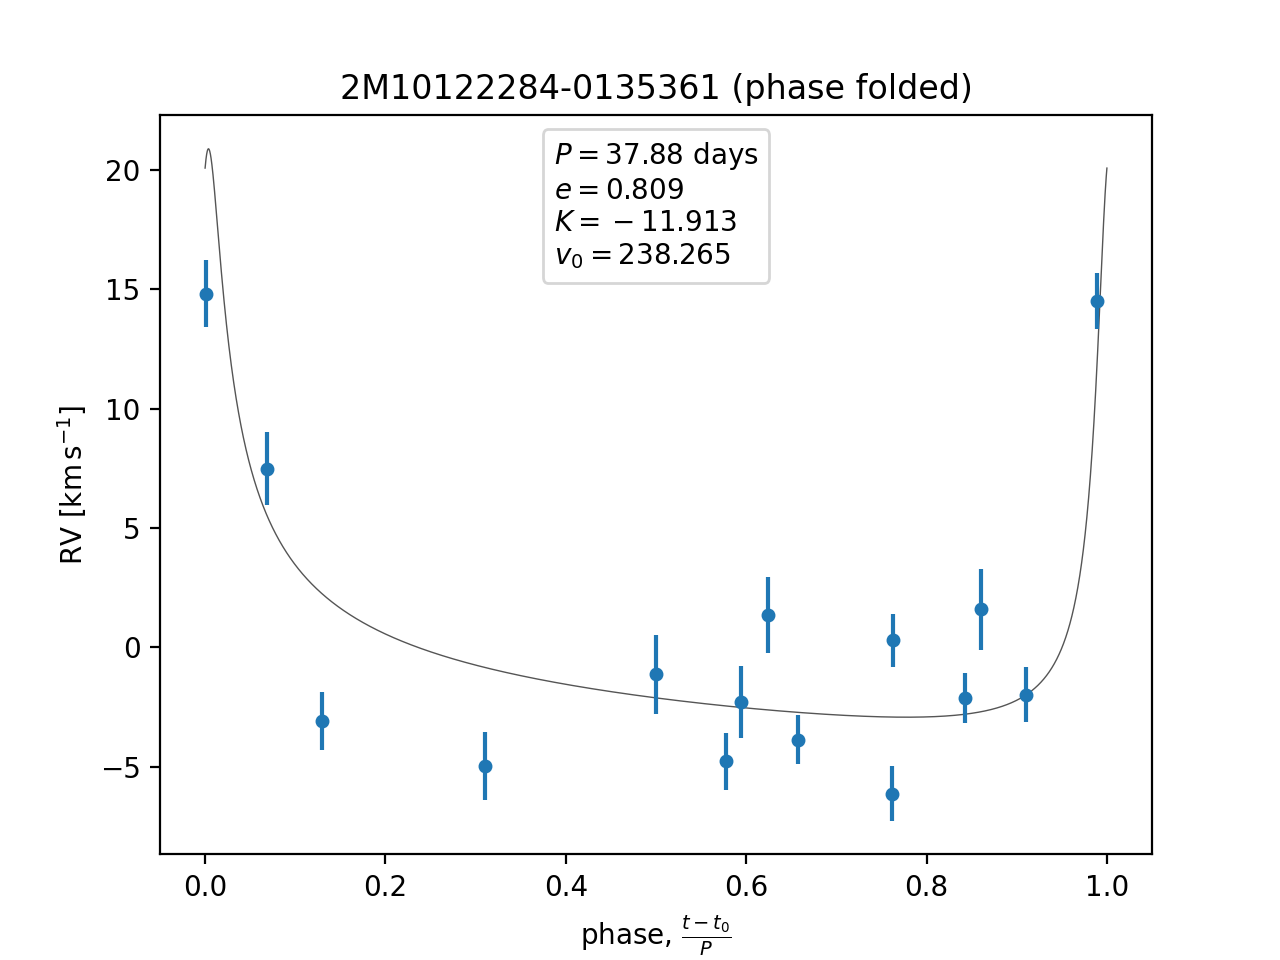 2M10122284-0135361 (phase folded)
P = 37.88 days
e = 0.809
K = −11.913
v₀ = 238.265
RV [km s⁻¹]
20
15
10
5
0
−5
0.0 0.2 0.4 0.6 0.8 1.0
phase, (t − t₀)/P